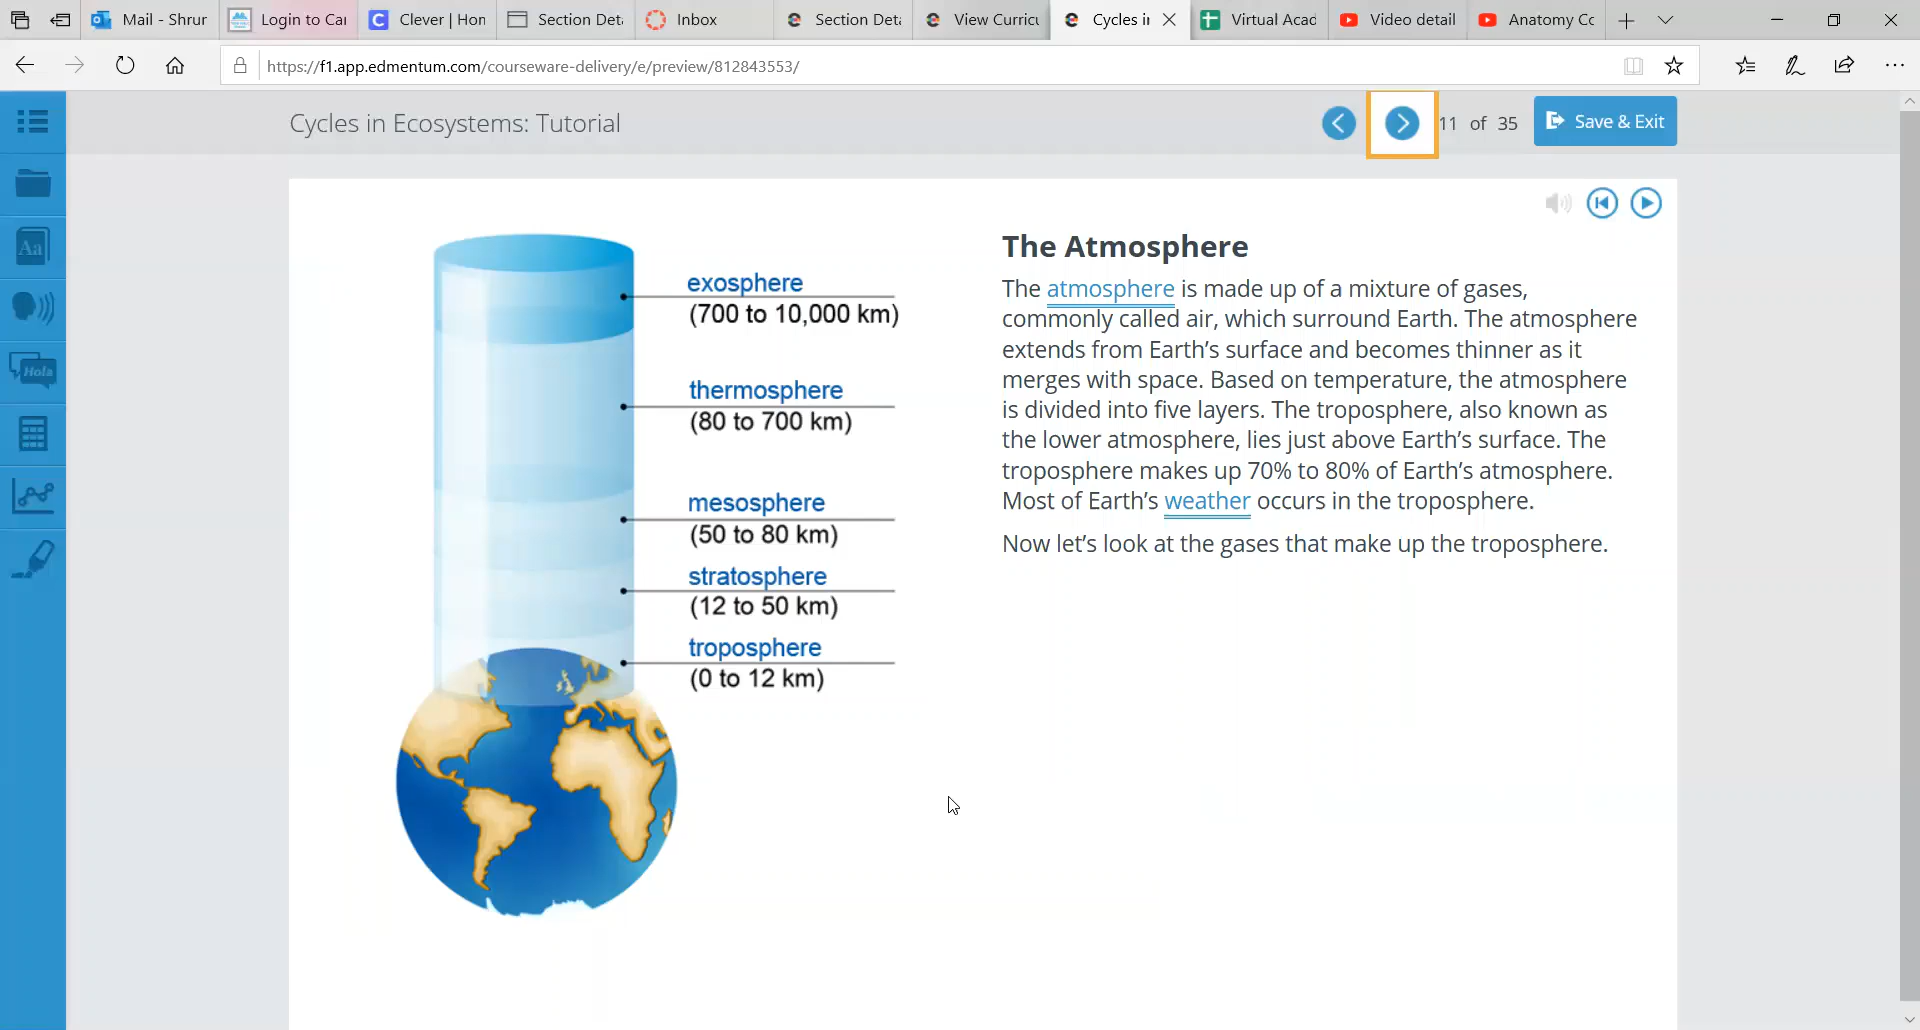 Mail - Shrur
Login to Car
Clever | Hon
Section Deta
Inbox
Section Deta
View Curricu
Cycles in
Virtual Acad
Video detail
Anatomy Co
https://f1.app.edmentum.com/courseware-delivery/e/preview/812843553/
Cycles in Ecosystems: Tutorial
11 of 35
Save & Exit
Aa
Hola
exosphere
(700 to 10,000 km)
thermosphere
(80 to 700 km)
mesosphere
(50 to 80 km)
stratosphere
(12 to 50 km)
troposphere
(0 to 12 km)
The Atmosphere
The atmosphere is made up of a mixture of gases,
commonly called air, which surround Earth. The atmosphere
extends from Earth’s surface and becomes thinner as it
merges with space. Based on temperature, the atmosphere
is divided into five layers. The troposphere, also known as
the lower atmosphere, lies just above Earth’s surface. The
troposphere makes up 70% to 80% of Earth’s atmosphere.
Most of Earth’s weather occurs in the troposphere.
Now let’s look at the gases that make up the troposphere.